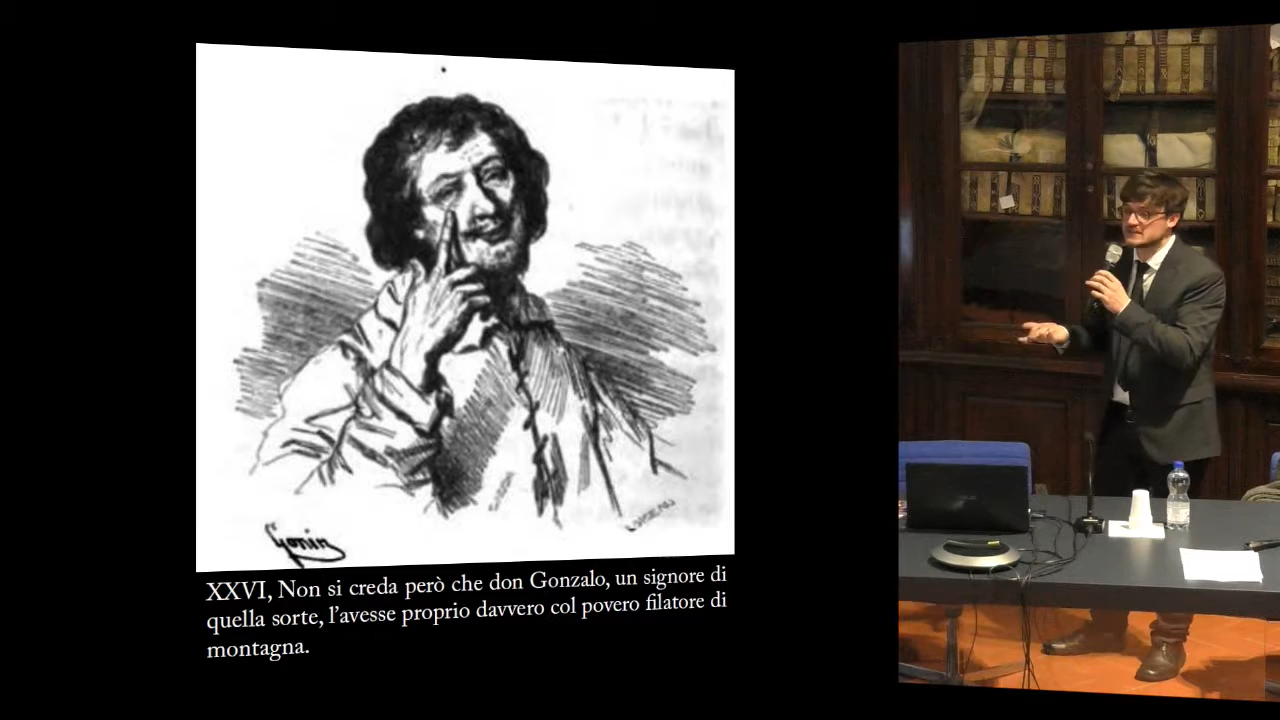 Gonin
XXVI, Non si creda però che don Gonzalo, un signore di
quella sorte, l'avesse proprio davvero col povero filatore di
montagna.